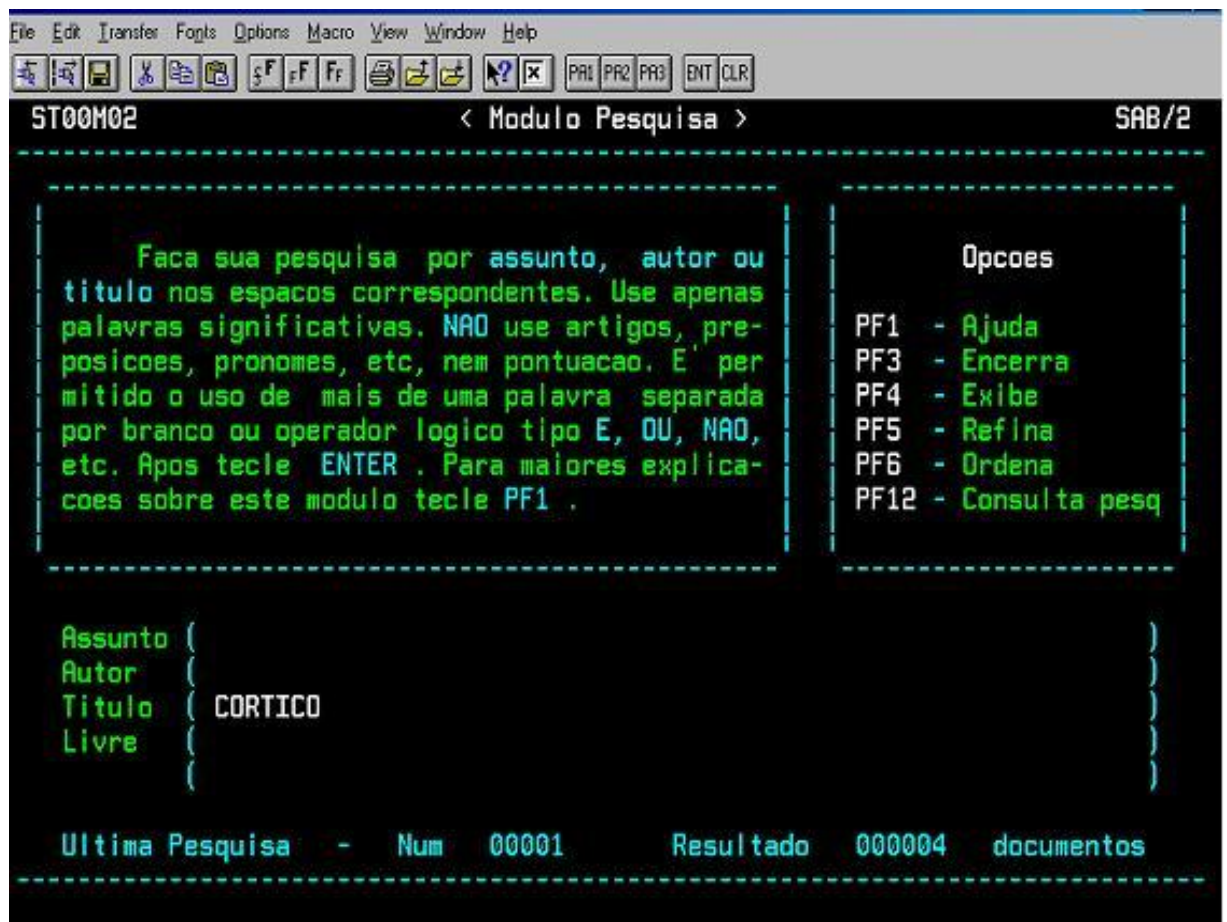 File Edit Transfer Fonts Options Macro View Window Help
PA1 PA2 PA3 ENT CLR
ST00M02 < Modulo Pesquisa > SAB/2
Faca sua pesquisa por assunto, autor ou
titulo nos espacos correspondentes. Use apenas
palavras significativas. NAO use artigos, pre-
posicoes, pronomes, etc, nem pontuacao. E' per
mitido o uso de mais de uma palavra separada
por branco ou operador logico tipo E, OU, NAO,
etc. Apos tecle ENTER . Para maiores explica-
coes sobre este modulo tecle PF1 .
Opcoes
PF1 - Ajuda
PF3 - Encerra
PF4 - Exibe
PF5 - Refina
PF6 - Ordena
PF12 - Consulta pesq
Assunto ( )
Autor ( )
Titulo ( CORTICO )
Livre ( )
( )
Ultima Pesquisa - Num 00001 Resultado 000004 documentos